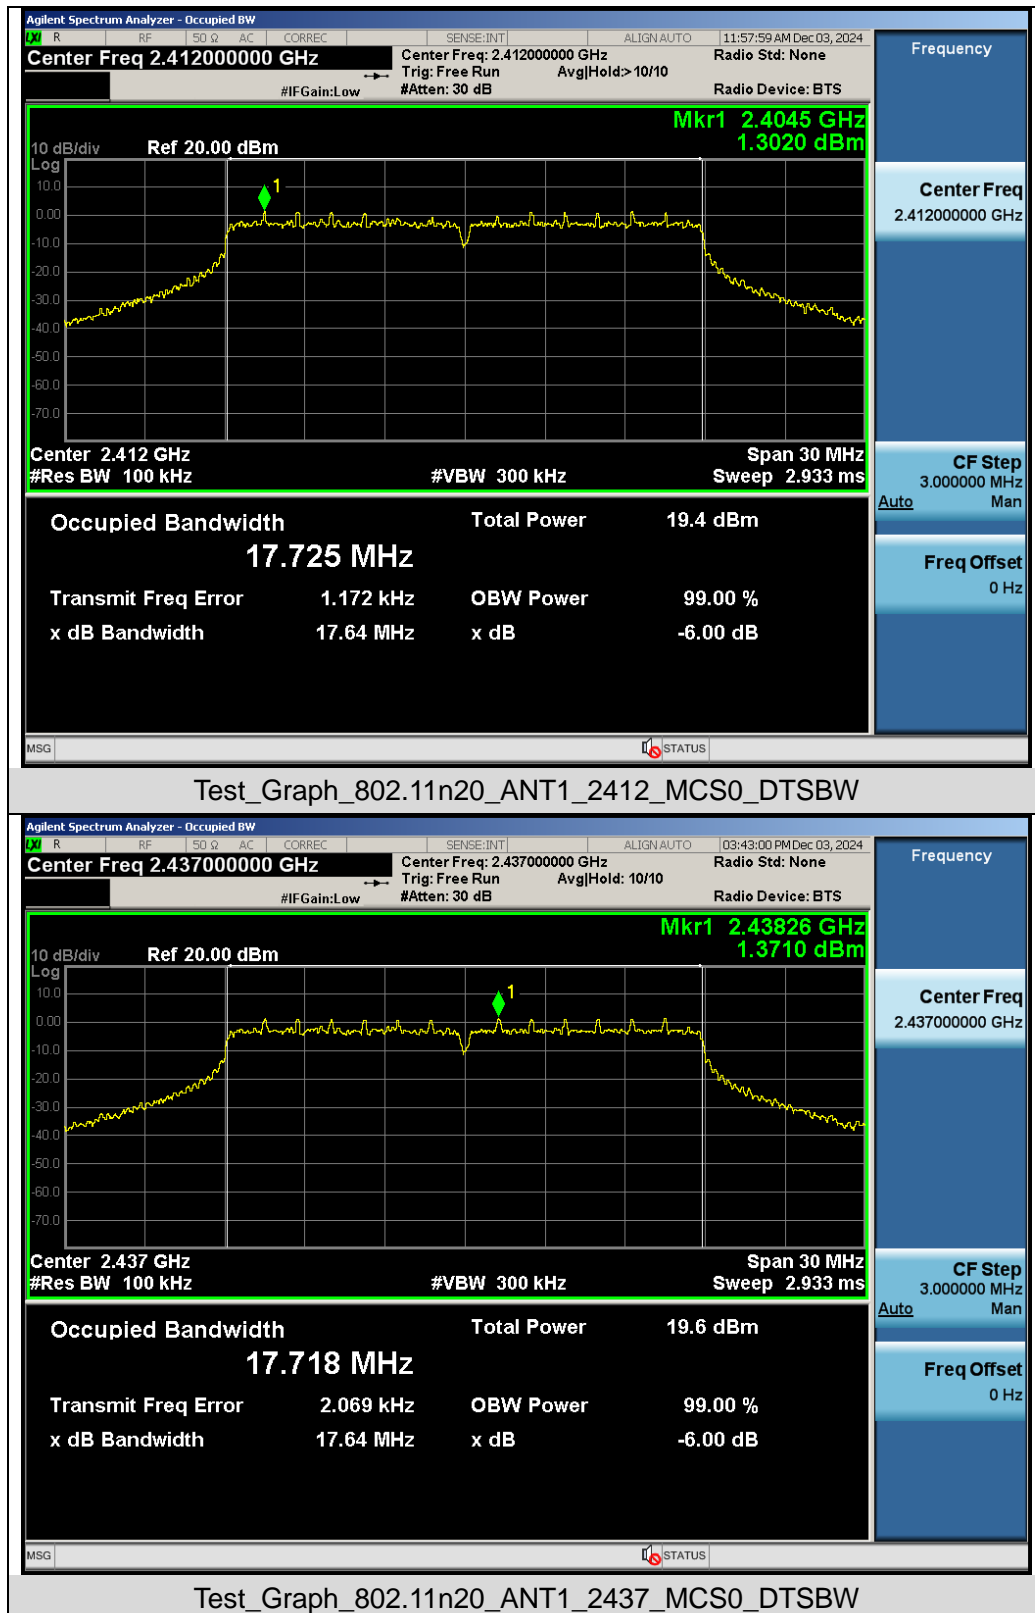 Agilent Spectrum Analyzer - Occupied BW
LXI R RF 50 Ω AC CORREC SENSE:INT ALIGN AUTO 11:57:59 AM Dec 03, 2024
Center Freq 2.412000000 GHz Center Freq: 2.412000000 GHz Radio Std: None
Trig: Free Run Avg|Hold:> 10/10
#IFGain:Low #Atten: 30 dB Radio Device: BTS
Frequency
Mkr1 2.4045 GHz
1.3020 dBm
10 dB/div Ref 20.00 dBm
Log
10.0
0.00
-10.0
-20.0
-30.0
-40.0
-50.0
-60.0
-70.0
1
Center 2.412 GHz Span 30 MHz
#Res BW 100 kHz #VBW 300 kHz Sweep 2.933 ms
Center Freq
2.412000000 GHz
CF Step
3.000000 MHz
Auto Man
Freq Offset
0 Hz
Occupied Bandwidth Total Power 19.4 dBm
17.725 MHz
Transmit Freq Error 1.172 kHz OBW Power 99.00 %
x dB Bandwidth 17.64 MHz x dB -6.00 dB
MSG STATUS
Test_Graph_802.11n20_ANT1_2412_MCS0_DTSBW
Agilent Spectrum Analyzer - Occupied BW
LXI R RF 50 Ω AC CORREC SENSE:INT ALIGN AUTO 03:43:00 PM Dec 03, 2024
Center Freq 2.437000000 GHz Center Freq: 2.437000000 GHz Radio Std: None
Trig: Free Run Avg|Hold: 10/10
#IFGain:Low #Atten: 30 dB Radio Device: BTS
Frequency
Mkr1 2.43826 GHz
1.3710 dBm
10 dB/div Ref 20.00 dBm
Log
10.0
0.00
-10.0
-20.0
-30.0
-40.0
-50.0
-60.0
-70.0
1
Center 2.437 GHz Span 30 MHz
#Res BW 100 kHz #VBW 300 kHz Sweep 2.933 ms
Center Freq
2.437000000 GHz
CF Step
3.000000 MHz
Auto Man
Freq Offset
0 Hz
Occupied Bandwidth Total Power 19.6 dBm
17.718 MHz
Transmit Freq Error 2.069 kHz OBW Power 99.00 %
x dB Bandwidth 17.64 MHz x dB -6.00 dB
MSG STATUS
Test_Graph_802.11n20_ANT1_2437_MCS0_DTSBW